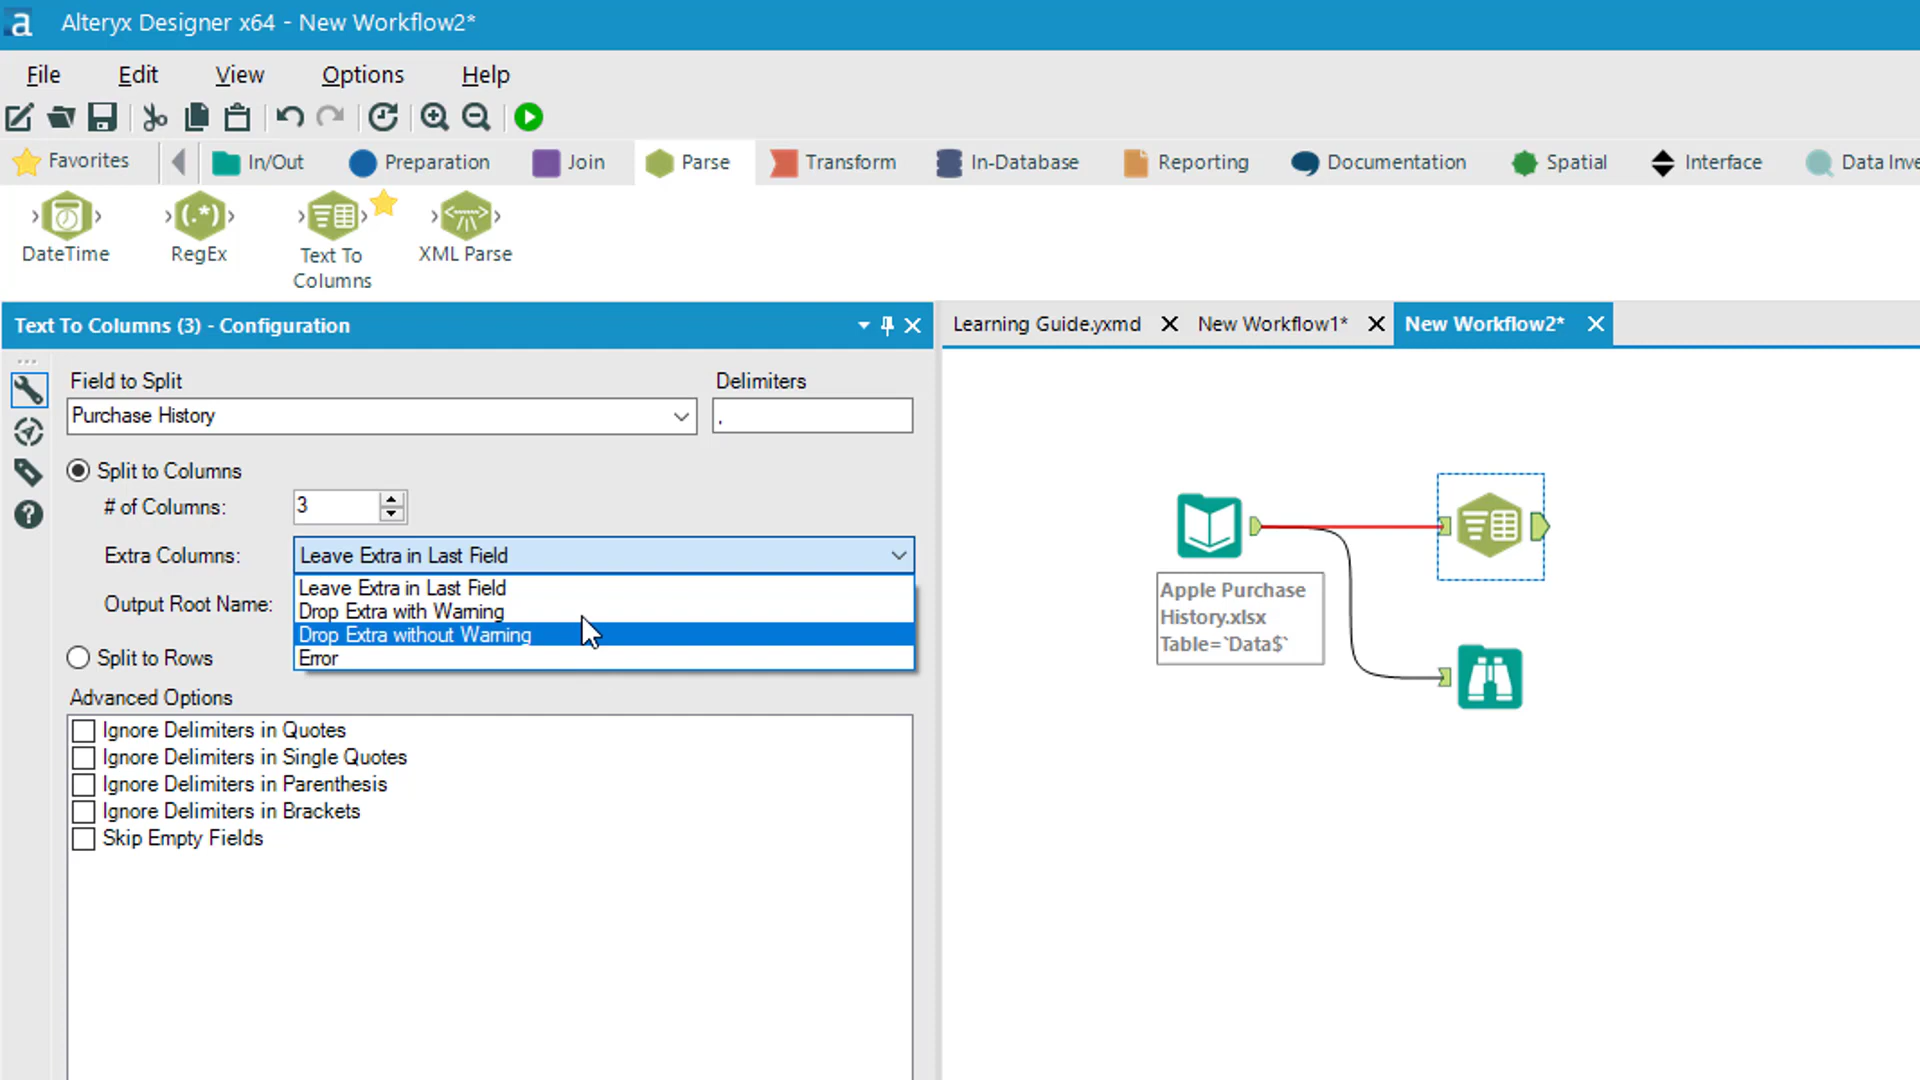 a Alteryx Designer x64 - New Workflow2*
File Edit View Options Help
Favorites In/Out Preparation Join Parse Transform In-Database Reporting Documentation Spatial Interface Data Inve
(.*)
DateTime RegEx Text To Columns XML Parse
Text To Columns (3) - Configuration
Learning Guide.yxmd New Workflow1* New Workflow2*
Field to Split Delimiters
Purchase History ,
Split to Columns
# of Columns: 3
Extra Columns: Leave Extra in Last Field
Leave Extra in Last Field
Drop Extra with Warning
Output Root Name:
Drop Extra without Warning
Split to Rows
Error
Advanced Options
Ignore Delimiters in Quotes
Ignore Delimiters in Single Quotes
Ignore Delimiters in Parenthesis
Ignore Delimiters in Brackets
Skip Empty Fields
Apple Purchase
History.xlsx
Table=`Data$`